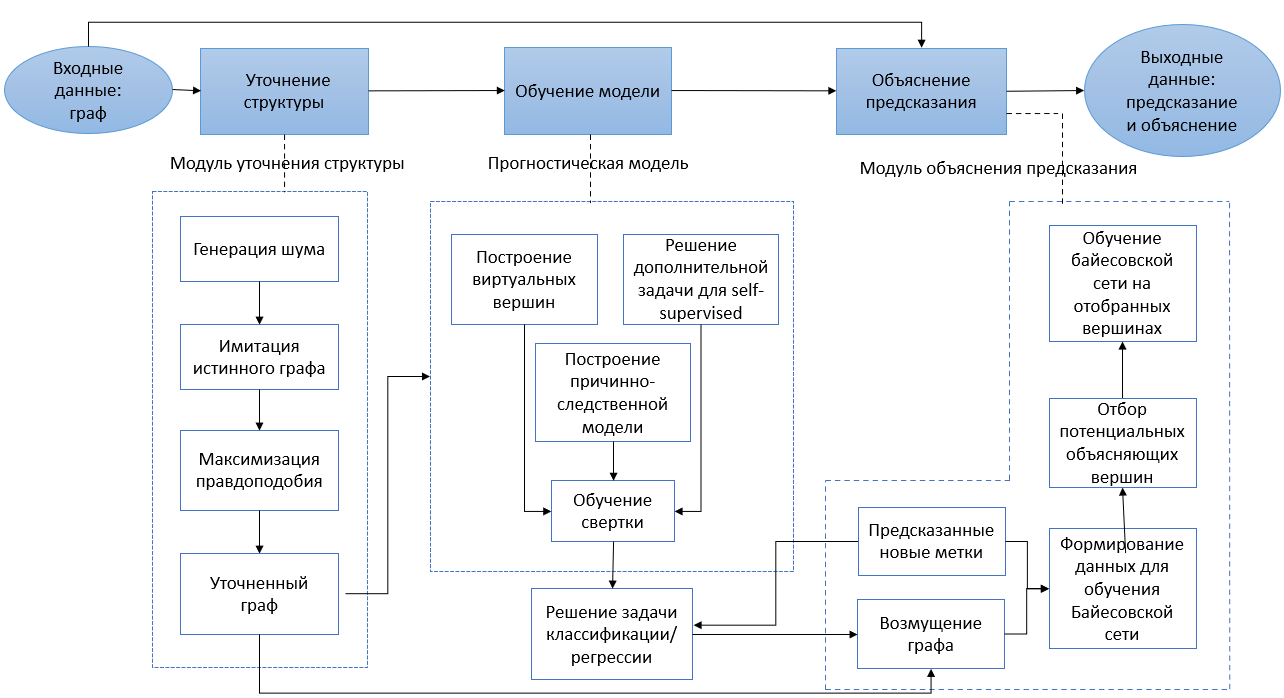 Входные
данные:
граф
Уточнение
структуры
Обучение модели
Объяснение
предсказания
Выходные
данные:
предсказание
и объяснение
Модуль уточнения структуры
Прогностическая модель
Модуль объяснения предсказания
Генерация шума
Имитация
истинного графа
Максимизация
правдоподобия
Уточненный
граф
Построение
виртуальных
вершин
Решение
дополнительной
задачи для self-
supervised
Построение
причинно-
следственной
модели
Обучение
свертки
Решение задачи
классификации/
регрессии
Обучение
байесовской
сети на
отобранных
вершинах
Отбор
потенциальных
объясняющих
вершин
Предсказанные
новые метки
Формирование
данных для
обучения
Байесовской
сети
Возмущение
графа